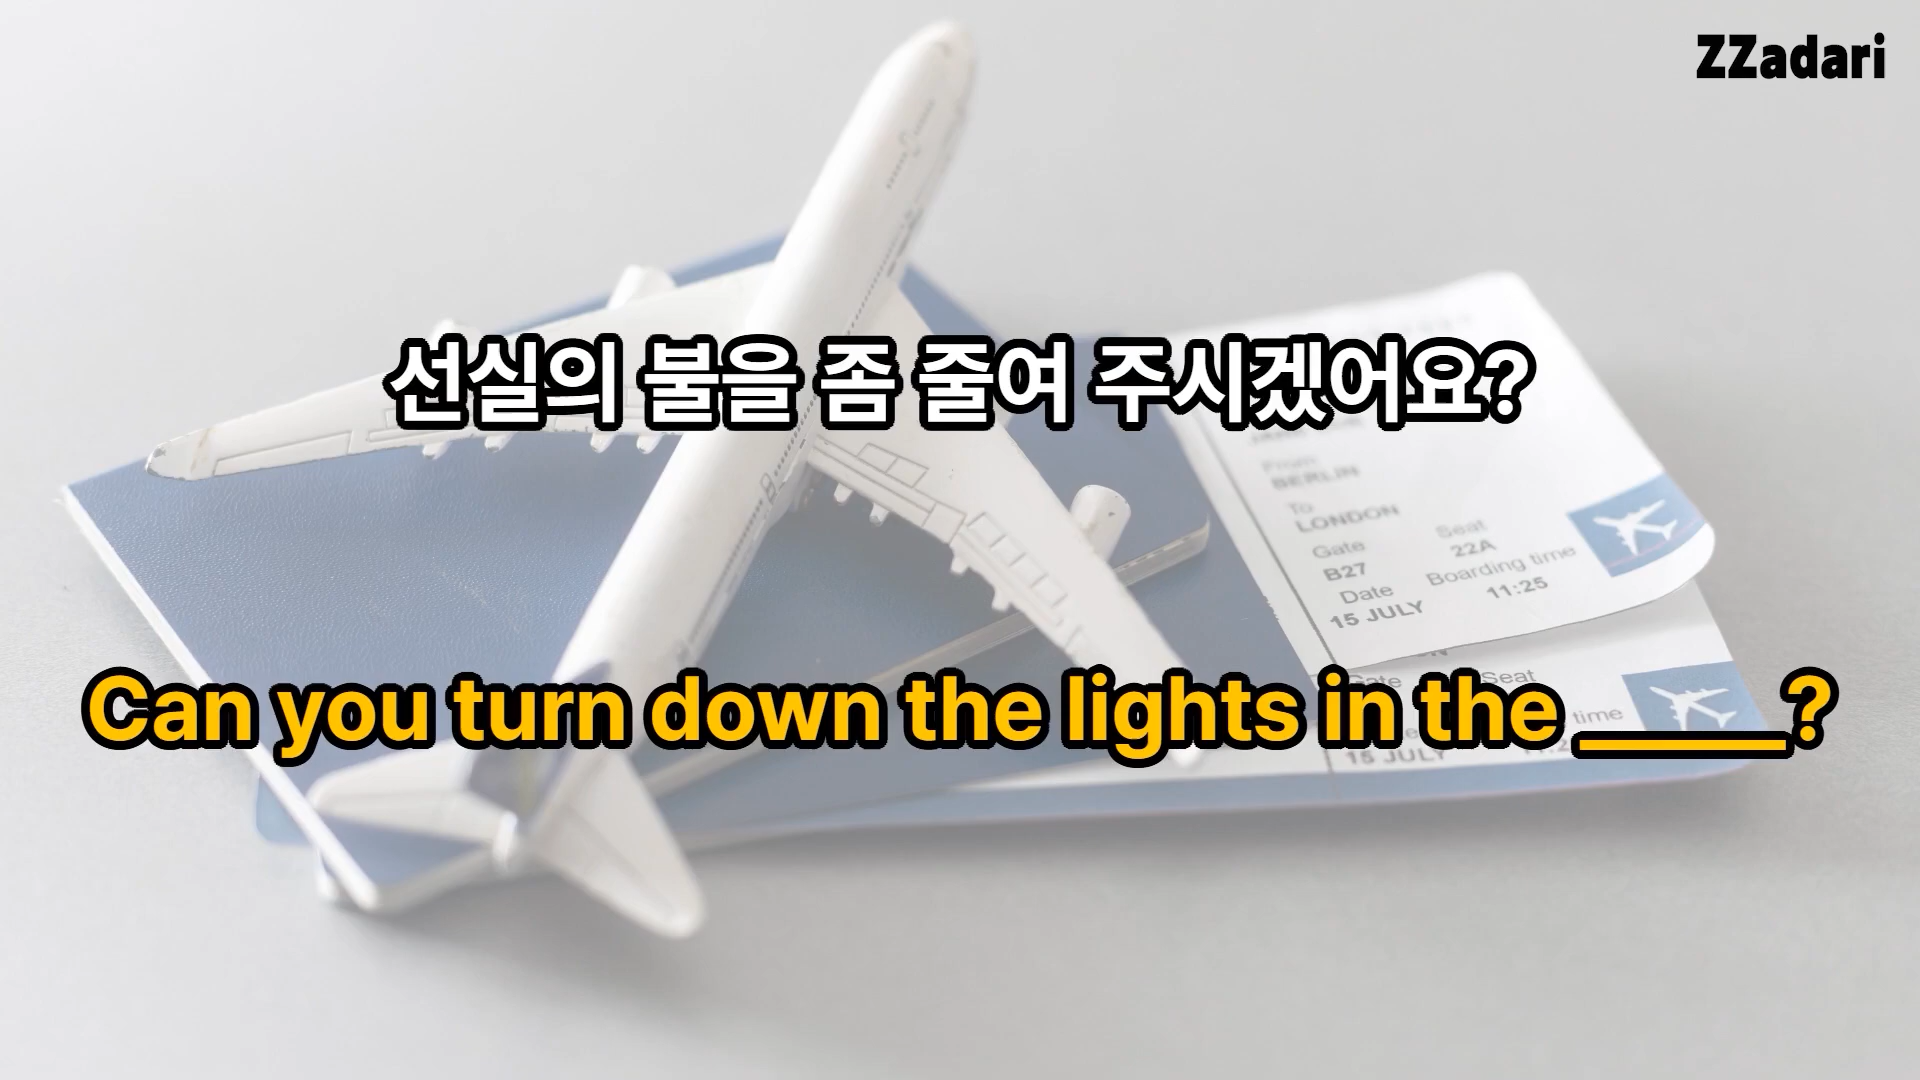 ZZadari
선실의 불을 좀 줄여 주시겠어요?
From
BERLIN
To
LONDON
Gate
B27
Seat
22A
Date
15 JULY
Boarding time
11:25
Can you turn down the lights in the _____?
Gate
Seat
time
15 JULY